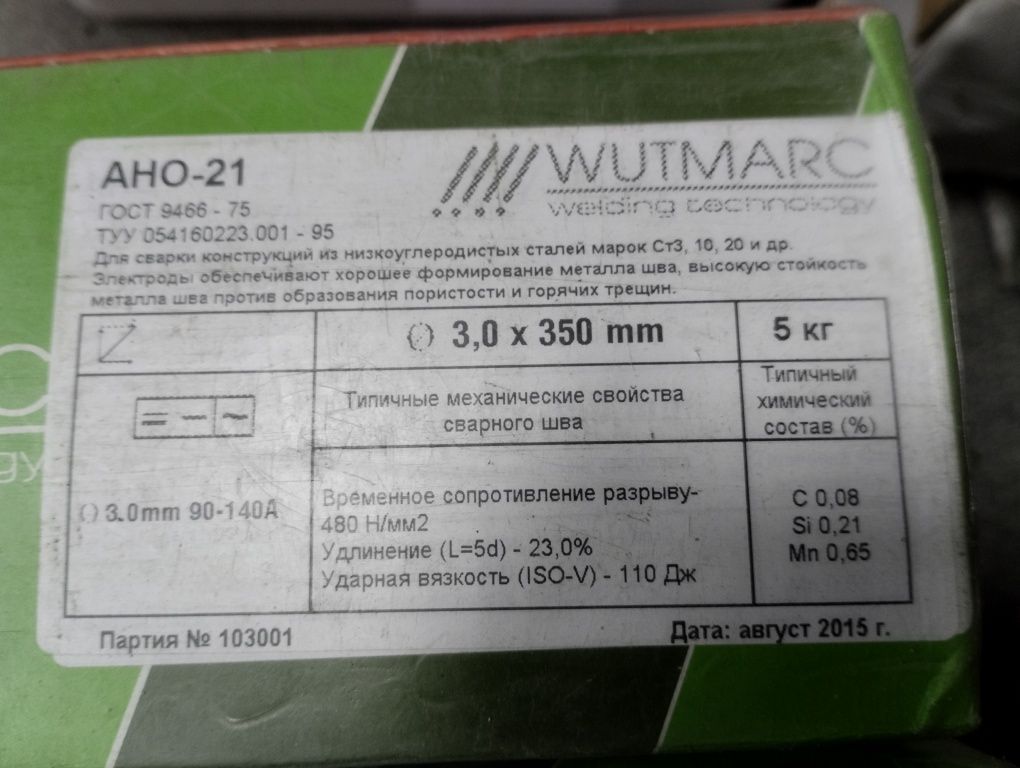 АНО-21
WUTMARC
welding technology
ГОСТ 9466 - 75
ТУУ 054160223.001 - 95
Для сварки конструкций из низкоуглеродистых сталей марок Ст3, 10, 20 и др.
Электроды обеспечивают хорошее формирование металла шва, высокую стойкость
металла шва против образования пористости и горячих трещин.
3,0 x 350 mm
5 кг
Типичные механические свойства
сварного шва
Типичный
химический
состав (%)
3.0mm 90-140A
Временное сопротивление разрыву-
480 Н/мм2
Удлинение (L=5d) - 23,0%
Ударная вязкость (ISO-V) - 110 Дж
C 0,08
Si 0,21
Mn 0,65
Партия № 103001
Дата: август 2015 г.